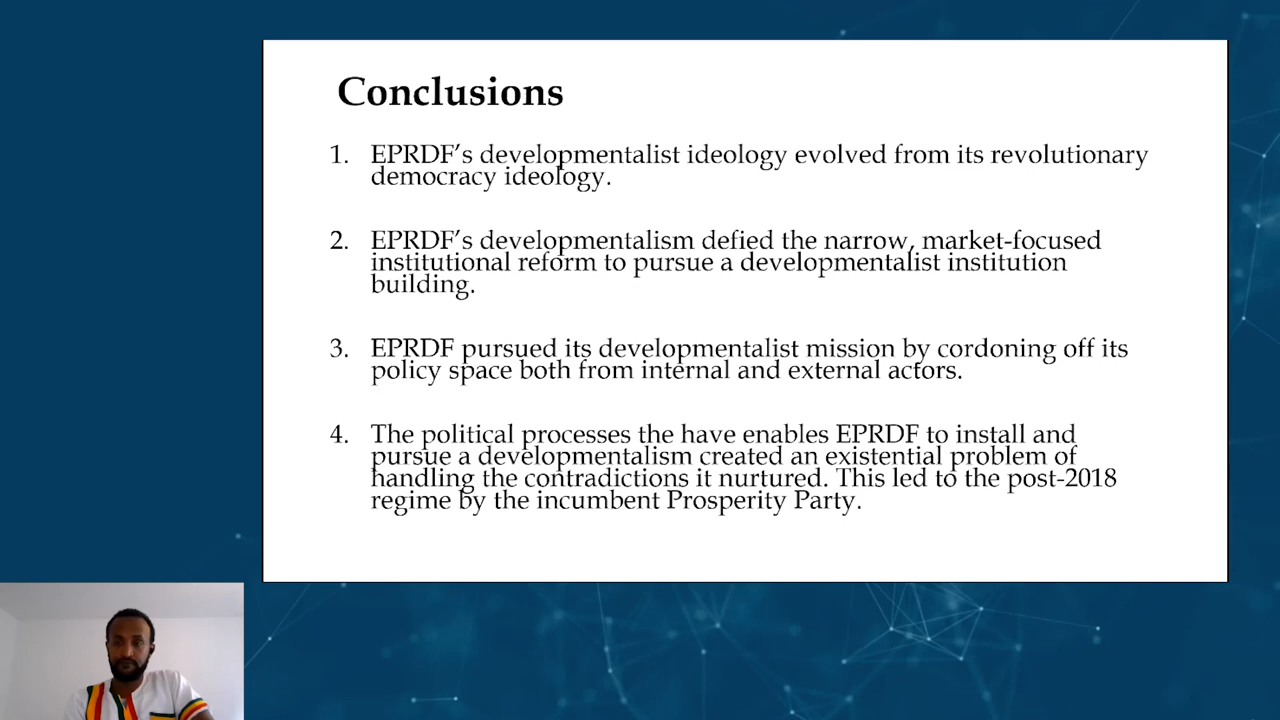 Conclusions
1. EPRDF’s developmentalist ideology evolved from its revolutionary
democracy ideology.
2. EPRDF’s developmentalism defied the narrow, market-focused
institutional reform to pursue a developmentalist institution
building.
3. EPRDF pursued its developmentalist mission by cordoning off its
policy space both from internal and external actors.
4. The political processes the have enables EPRDF to install and
pursue a developmentalism created an existential problem of
handling the contradictions it nurtured. This led to the post-2018
regime by the incumbent Prosperity Party.